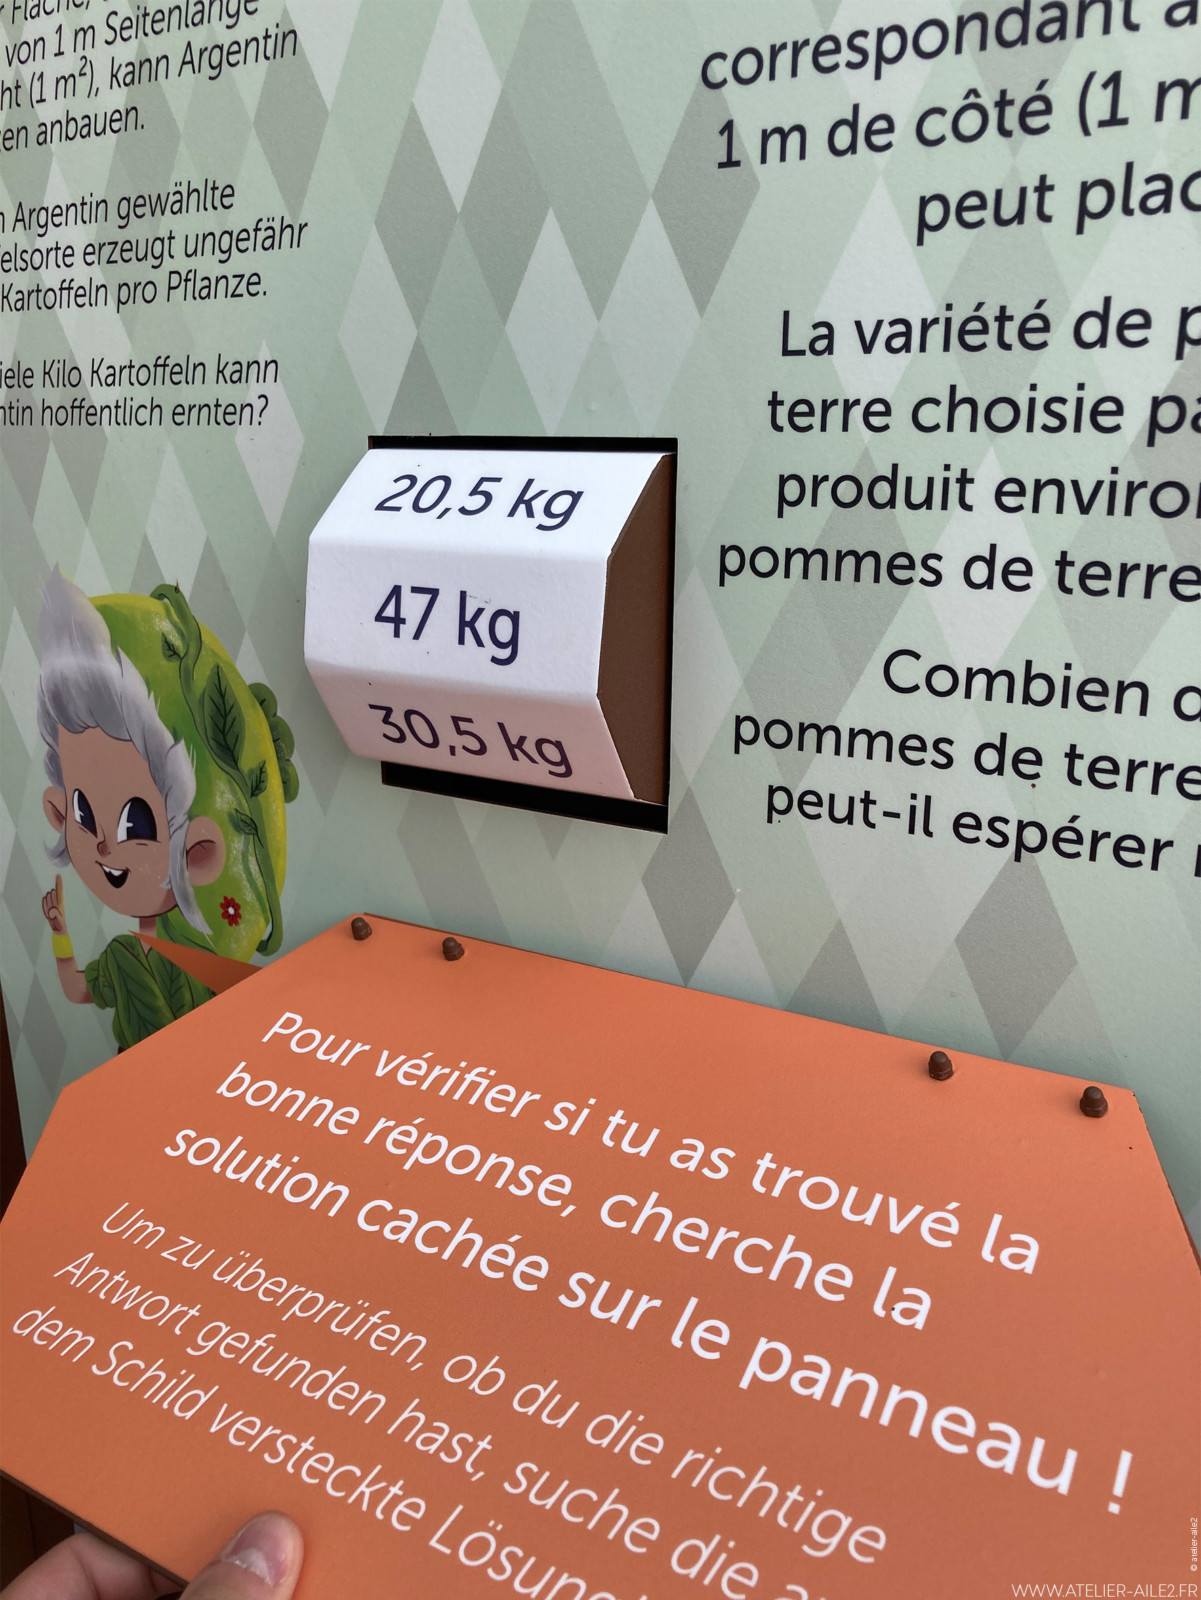 Fläche,
von 1 m Seitenlänge
(1 m²), kann Argentin
anbauen.
Argentin gewählte
erzeugt ungefähr
Kartoffeln pro Pflanze.
Kilo Kartoffeln kann
hoffentlich ernten?
correspondant
1 m de côté (1
peut
La variété de
terre choisie
produit
pommes de terre
Combien
pommes de terre
peut-il espérer
20,5 kg
47 kg
30,5 kg
Pour vérifier si tu as trouvé la
bonne réponse, cherche la
solution cachée sur le panneau !
Um zu überprüfen, ob du die richtige
Antwort gefunden hast, suche die
dem Schild versteckte
© atelier-aile2
WWW.ATELIER-AILE2.FR